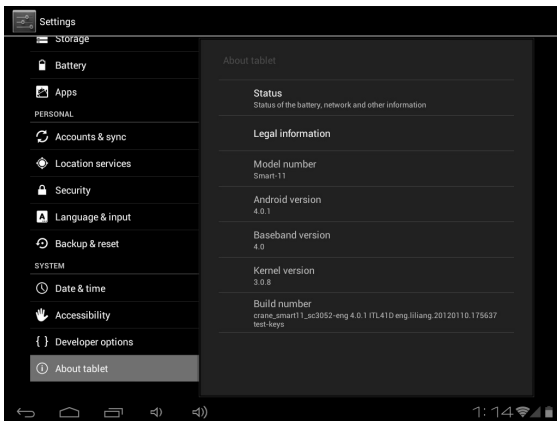 Settings
Storage
Battery
Apps
PERSONAL
Accounts & sync
Location services
Security
Language & input
Backup & reset
SYSTEM
Date & time
Accessibility
Developer options
About tablet
About tablet
Status
Status of the battery, network and other information
Legal information
Model number
Smart-11
Android version
4.0.1
Baseband version
4.0
Kernel version
3.0.8
Build number
crane_smart11_sc3052-eng 4.0.1 ITL41D eng.liliang.20120110.175637
test-keys
1:14